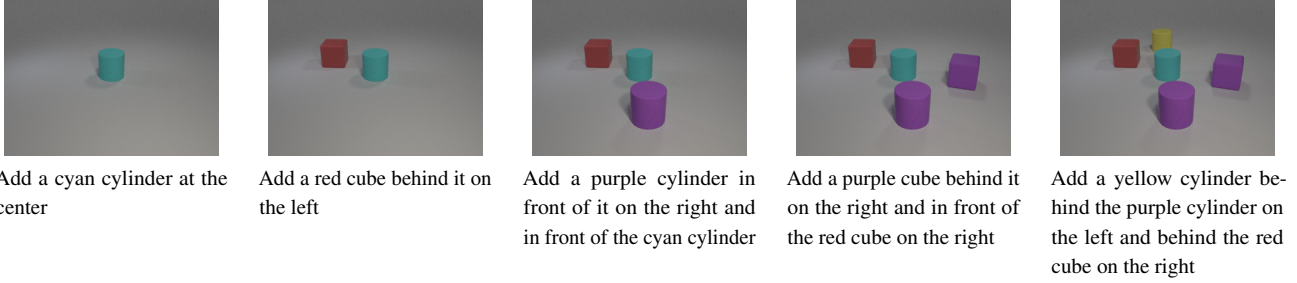 Add a cyan cylinder at the
center
Add a red cube behind it on
the left
Add a purple cylinder in
front of it on the right and
in front of the cyan cylinder
Add a purple cube behind it
on the right and in front of
the red cube on the right
Add a yellow cylinder be-
hind the purple cylinder on
the left and behind the red
cube on the right